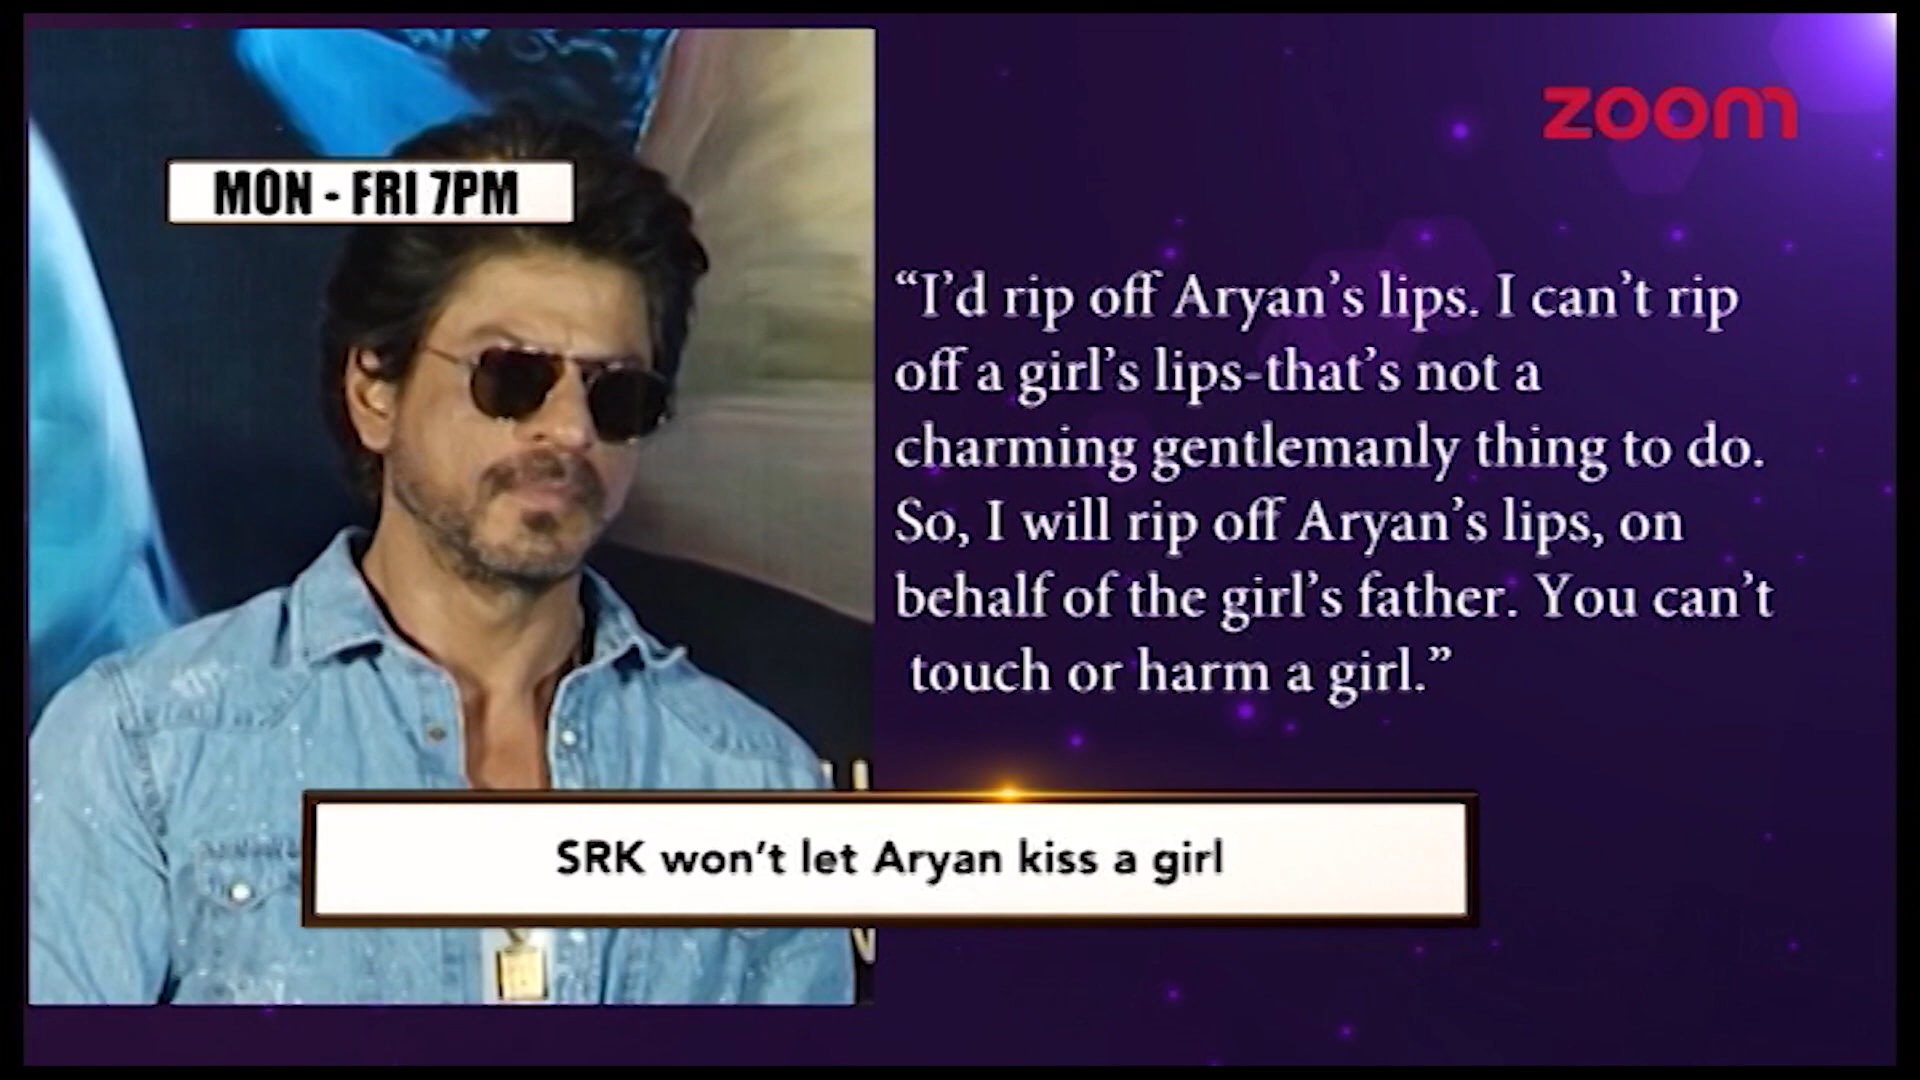 zoom
MON - FRI 7PM
“I’d rip off Aryan’s lips. I can’t rip
off a girl’s lips-that’s not a
charming gentlemanly thing to do.
So, I will rip off Aryan’s lips, on
behalf of the girl’s father. You can’t
touch or harm a girl.”
SRK won’t let Aryan kiss a girl